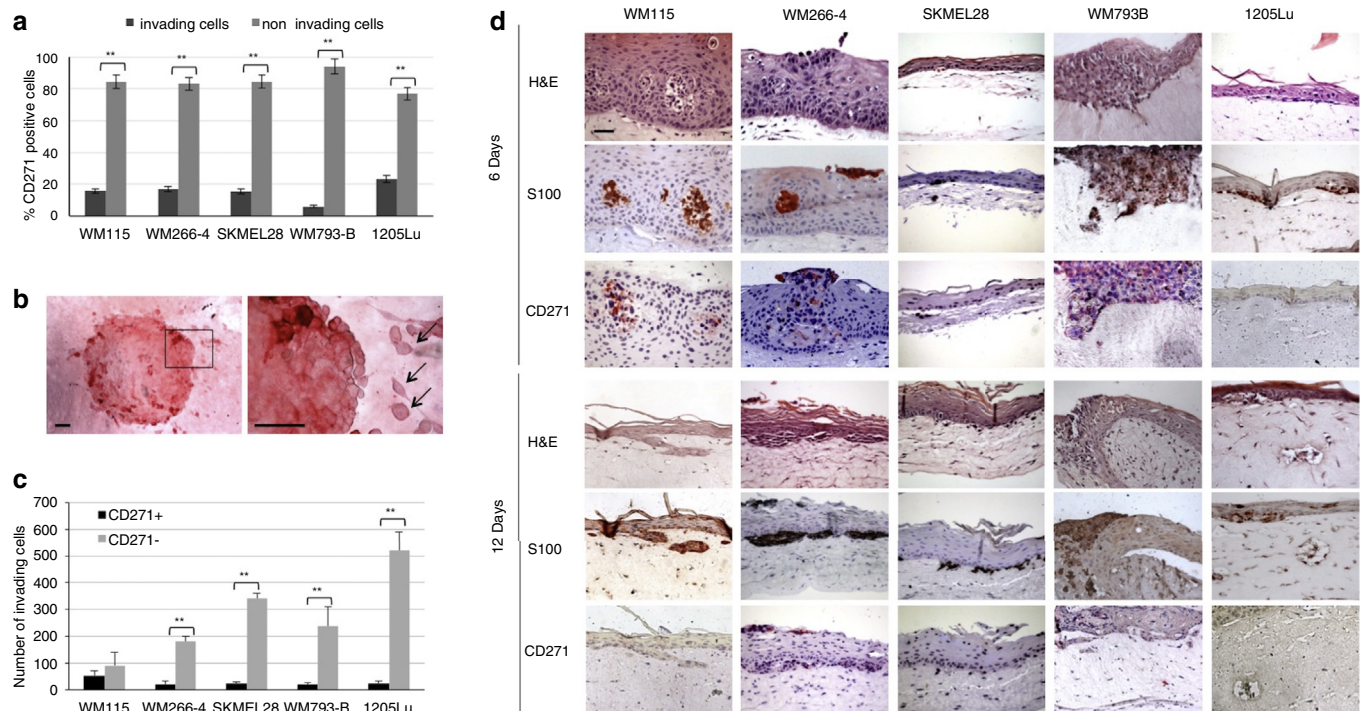 a
invading cells non invading cells
% CD271 positive cells
100
80
60
40
20
0
** ** ** ** **
WM115 WM266-4 SKMEL28 WM793-B 1205Lu
b
c
Number of invading cells
700
600
500
400
300
200
100
0
CD271+
CD271-
** ** ** **
WM115 WM266-4 SKMEL28 WM793-B 1205Lu
d
WM115 WM266-4 SKMEL28 WM793B 1205Lu
6 Days
H&E
S100
CD271
12 Days
H&E
S100
CD271